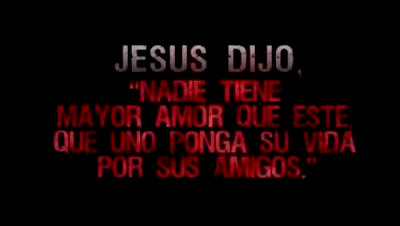 JESUS DIJO,
“NADIE TIENE
MAYOR AMOR QUE ESTE,
QUE UNO PONGA SU VIDA
POR SUS AMIGOS.”